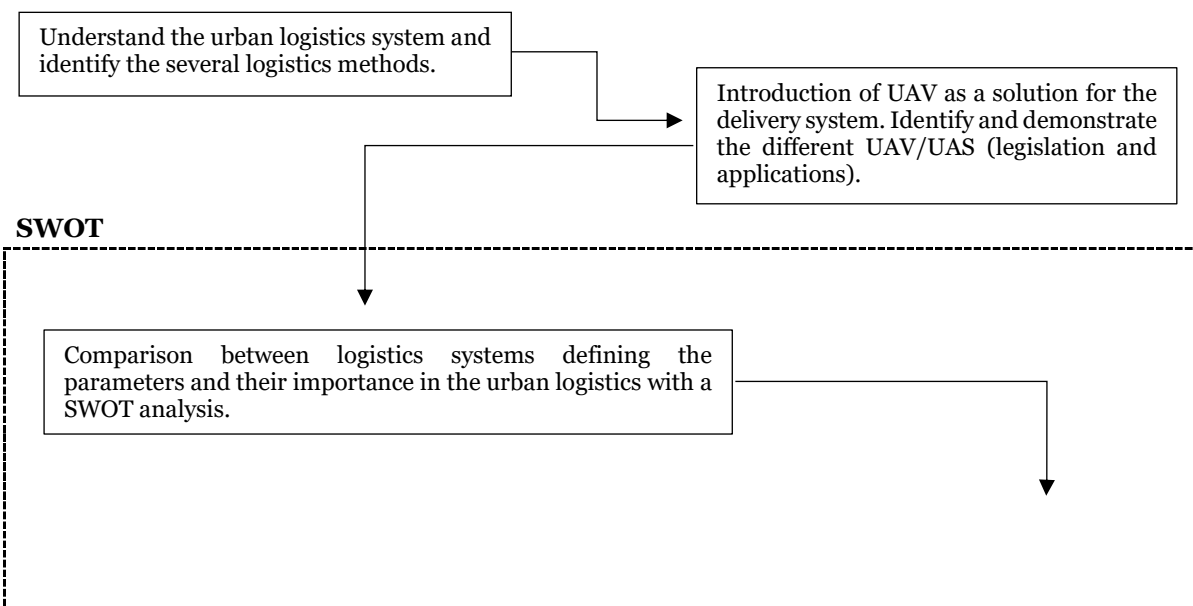 Understand the urban logistics system and
identify the several logistics methods.
Introduction of UAV as a solution for the
delivery system. Identify and demonstrate
the different UAV/UAS (legislation and
applications).
SWOT
Comparison between logistics systems defining the
parameters and their importance in the urban logistics with a
SWOT analysis.